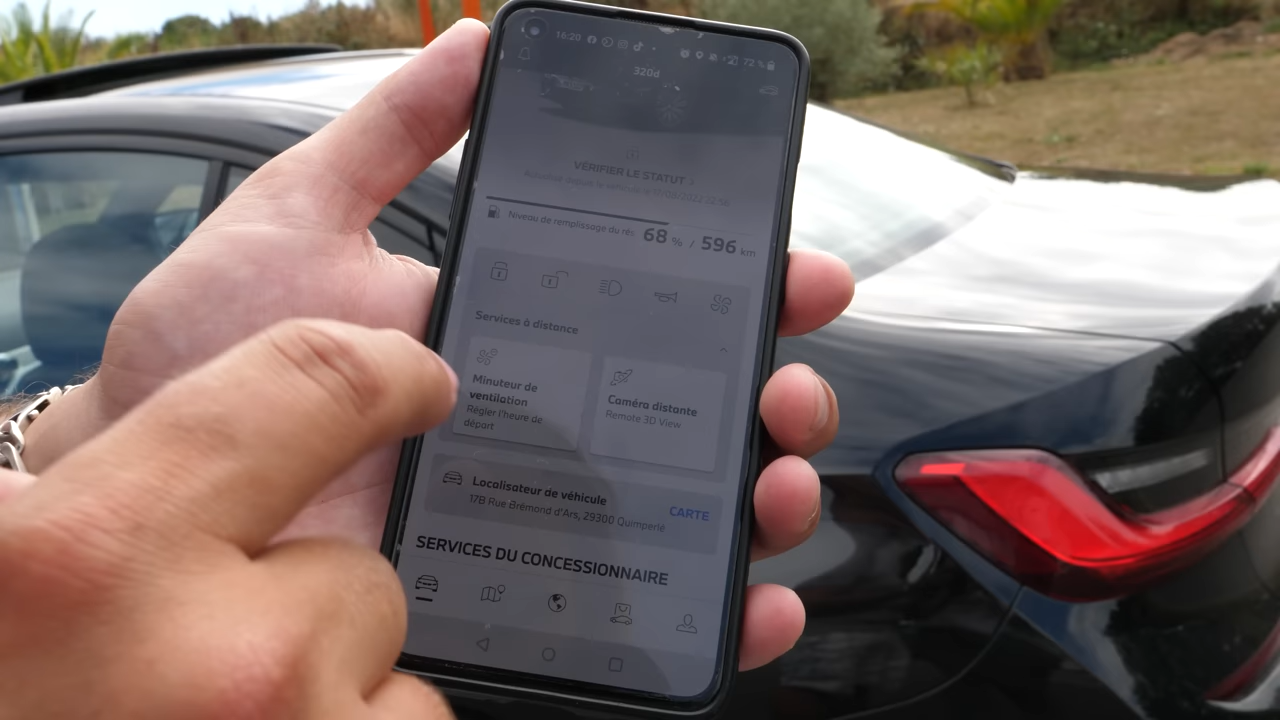 16:20
72 %
320d
VÉRIFIER LE STATUT
Niveau de remplissage du rés.
68 % / 596 km
Services à distance
Minuteur de
ventilation
Régler l'heure de
départ
Caméra distante
Remote 3D View
Localisateur de véhicule
17B Rue Brémond d'Ars, 29300 Quimperlé
CARTE
SERVICES DU CONCESSIONNAIRE